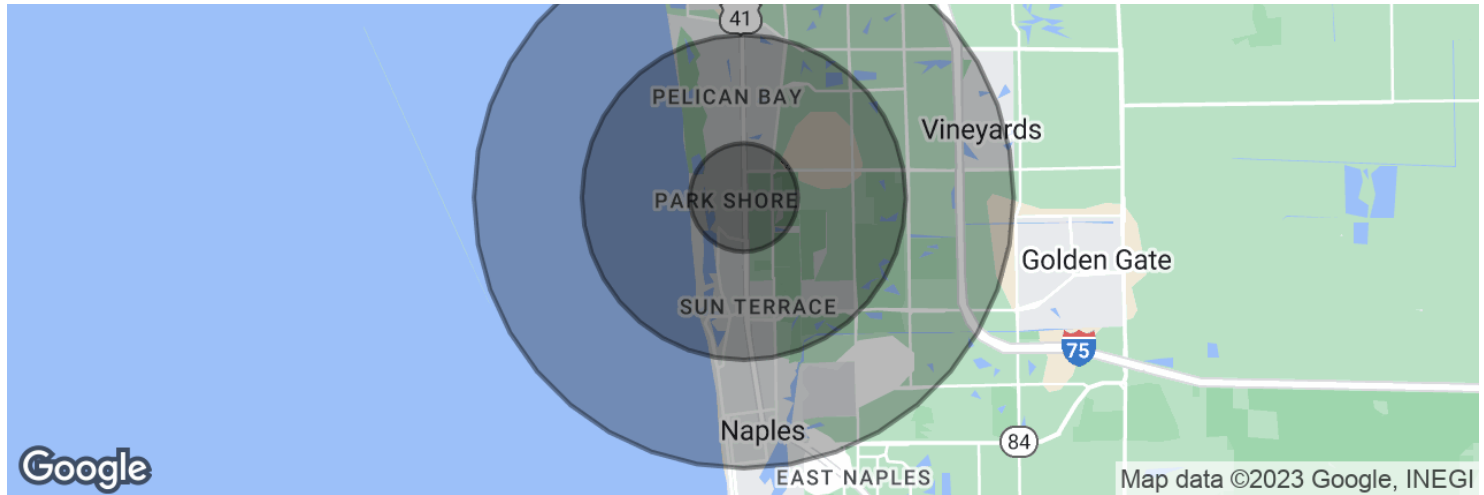 41
PELICAN BAY
Vineyards
PARK SHORE
Golden Gate
SUN TERRACE
75
Naples
84
Google
EAST NAPLES
Map data ©2023 Google, INEGI